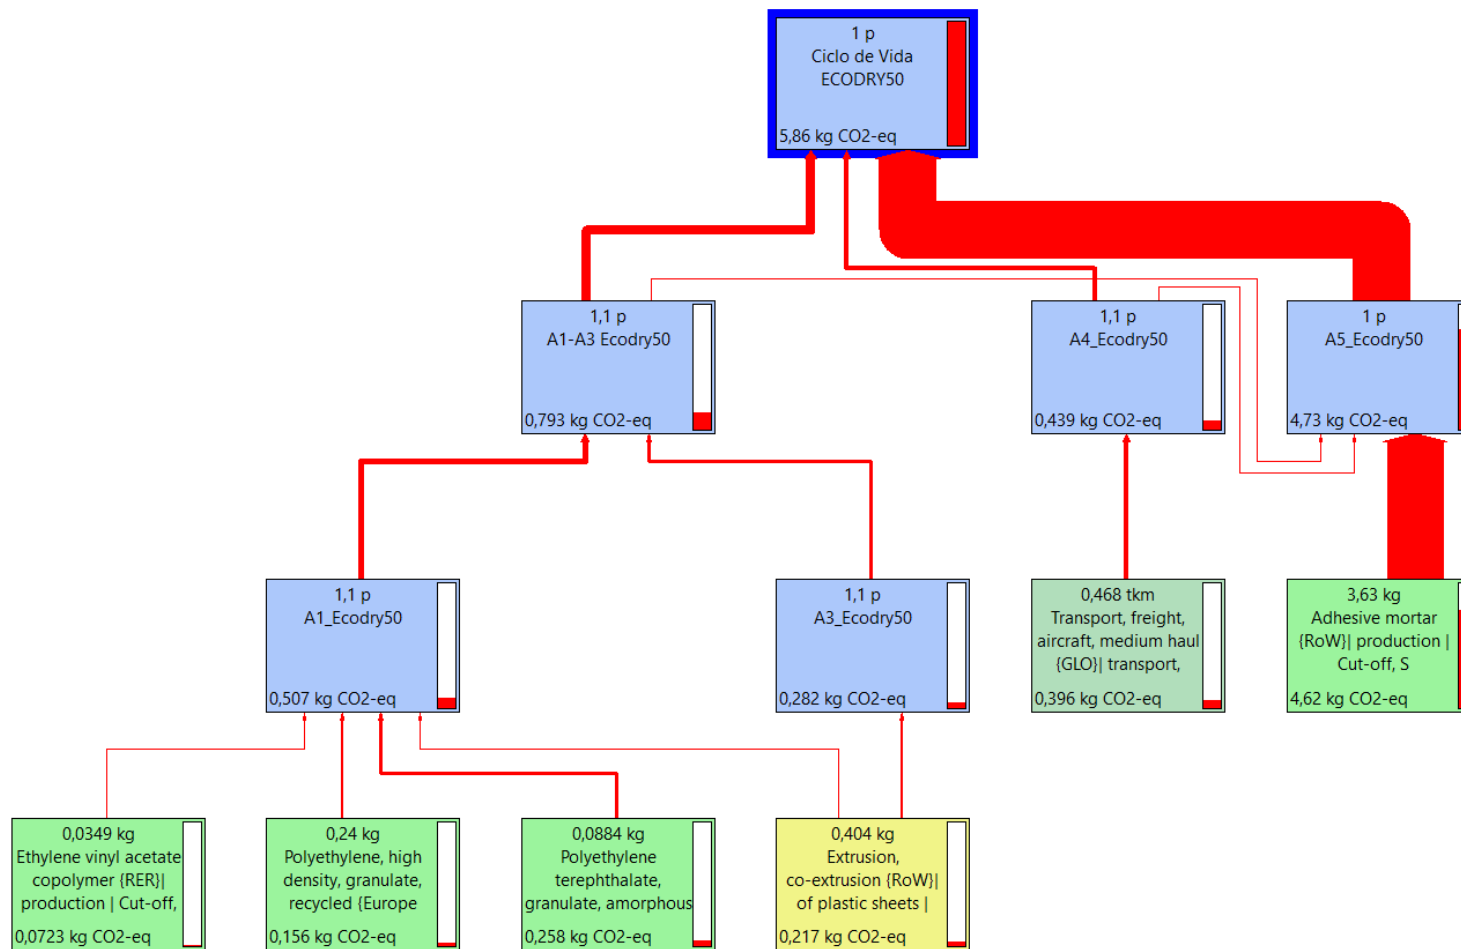 1 p
Ciclo de Vida
ECODRY50
5,86 kg CO2-eq
1,1 p
A1-A3 Ecodry50
0,793 kg CO2-eq
1,1 p
A4_Ecodry50
0,439 kg CO2-eq
1 p
A5_Ecodry50
4,73 kg CO2-eq
1,1 p
A1_Ecodry50
0,507 kg CO2-eq
1,1 p
A3_Ecodry50
0,282 kg CO2-eq
0,468 tkm
Transport, freight,
aircraft, medium haul
{GLO}| transport,
0,396 kg CO2-eq
3,63 kg
Adhesive mortar
{RoW}| production |
Cut-off, S
4,62 kg CO2-eq
0,0349 kg
Ethylene vinyl acetate
copolymer {RER}|
production | Cut-off,
0,0723 kg CO2-eq
0,24 kg
Polyethylene, high
density, granulate,
recycled {Europe
0,156 kg CO2-eq
0,0884 kg
Polyethylene
terephthalate,
granulate, amorphous
0,258 kg CO2-eq
0,404 kg
Extrusion,
co-extrusion {RoW}|
of plastic sheets |
0,217 kg CO2-eq